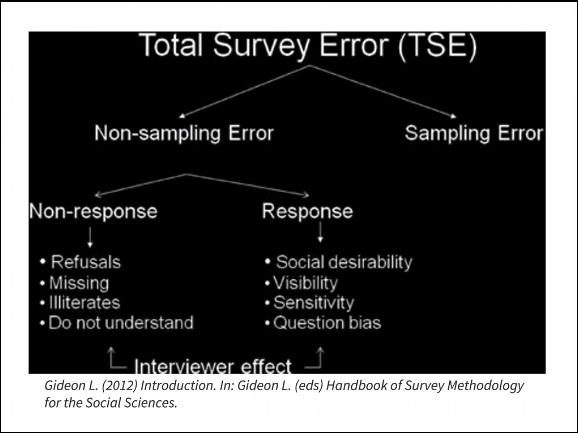 Total Survey Error (TSE)
Non-sampling Error
Sampling Error
Non-response
Response
• Refusals
• Missing
• Illiterates
• Do not understand
• Social desirability
• Visibility
• Sensitivity
• Question bias
Interviewer effect
Gideon L. (2012) Introduction. In: Gideon L. (eds) Handbook of Survey Methodology
for the Social Sciences.